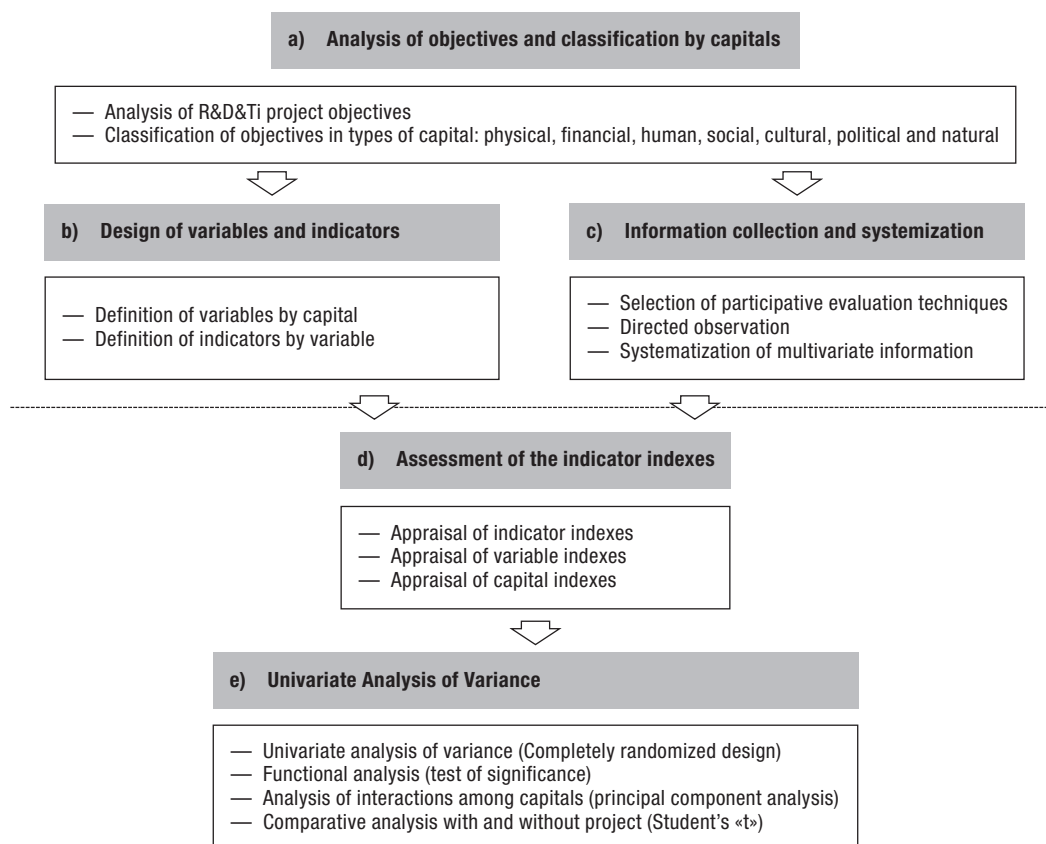 a) Analysis of objectives and classification by capitals
— Analysis of R&D&Ti project objectives
— Classification of objectives in types of capital: physical, financial, human, social, cultural, political and natural
b) Design of variables and indicators
— Definition of variables by capital
— Definition of indicators by variable
c) Information collection and systemization
— Selection of participative evaluation techniques
— Directed observation
— Systematization of multivariate information
d) Assessment of the indicator indexes
— Appraisal of indicator indexes
— Appraisal of variable indexes
— Appraisal of capital indexes
e) Univariate Analysis of Variance
— Univariate analysis of variance (Completely randomized design)
— Functional analysis (test of significance)
— Analysis of interactions among capitals (principal component analysis)
— Comparative analysis with and without project (Student's «t»)